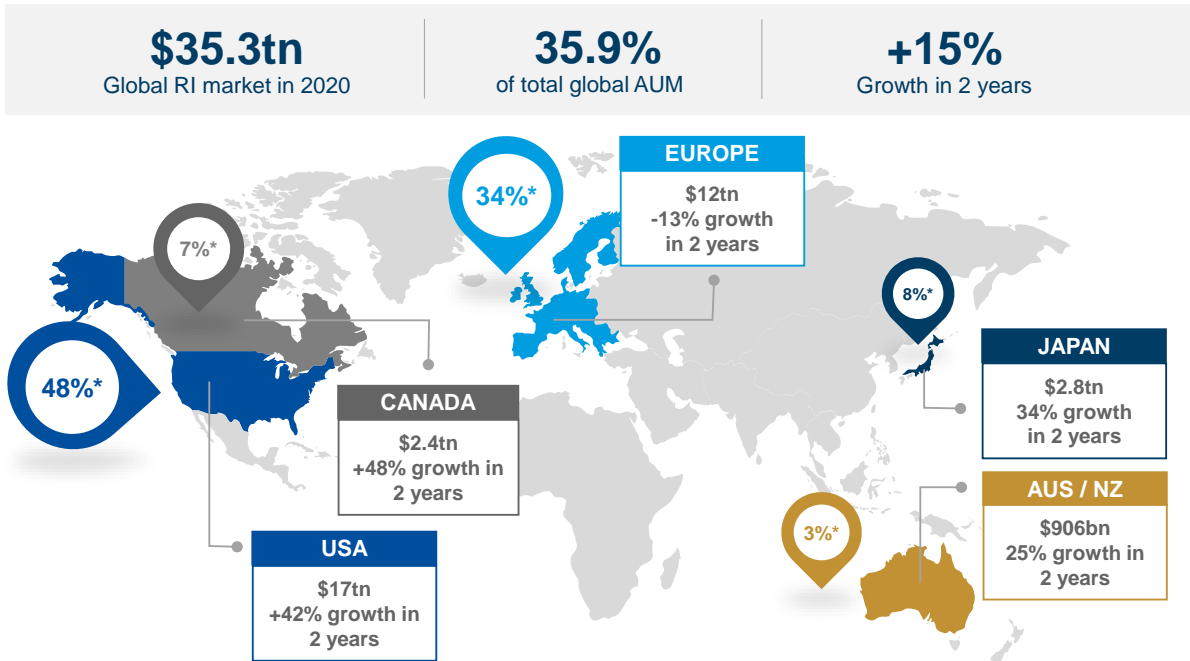 $35.3tn
Global RI market in 2020
35.9%
of total global AUM
+15%
Growth in 2 years
34%*
EUROPE
$12tn
-13% growth
in 2 years
7%*
8%*
48%*
JAPAN
$2.8tn
34% growth
in 2 years
CANADA
$2.4tn
+48% growth in
2 years
AUS / NZ
$906bn
25% growth in
2 years
3%*
USA
$17tn
+42% growth in
2 years